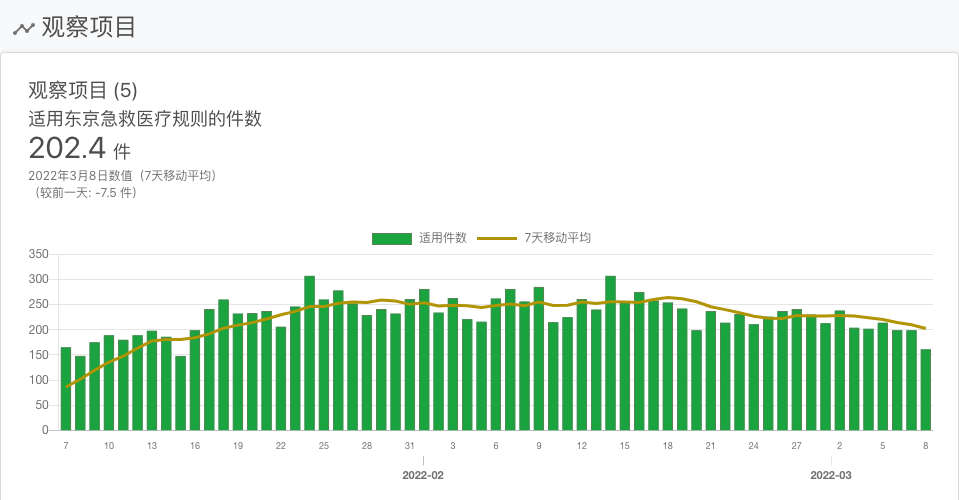 观察项目
观察项目 (5)
适用东京急救医疗规则的件数
202.4 件
2022年3月8日数值（7天移动平均）
（较前一天: -7.5 件）
适用件数 7天移动平均
350
300
250
200
150
100
50
0
7 10 13 16 19 22 25 28 31 3 6 9 12 15 18 21 24 27 2 5 8
2022-02 2022-03